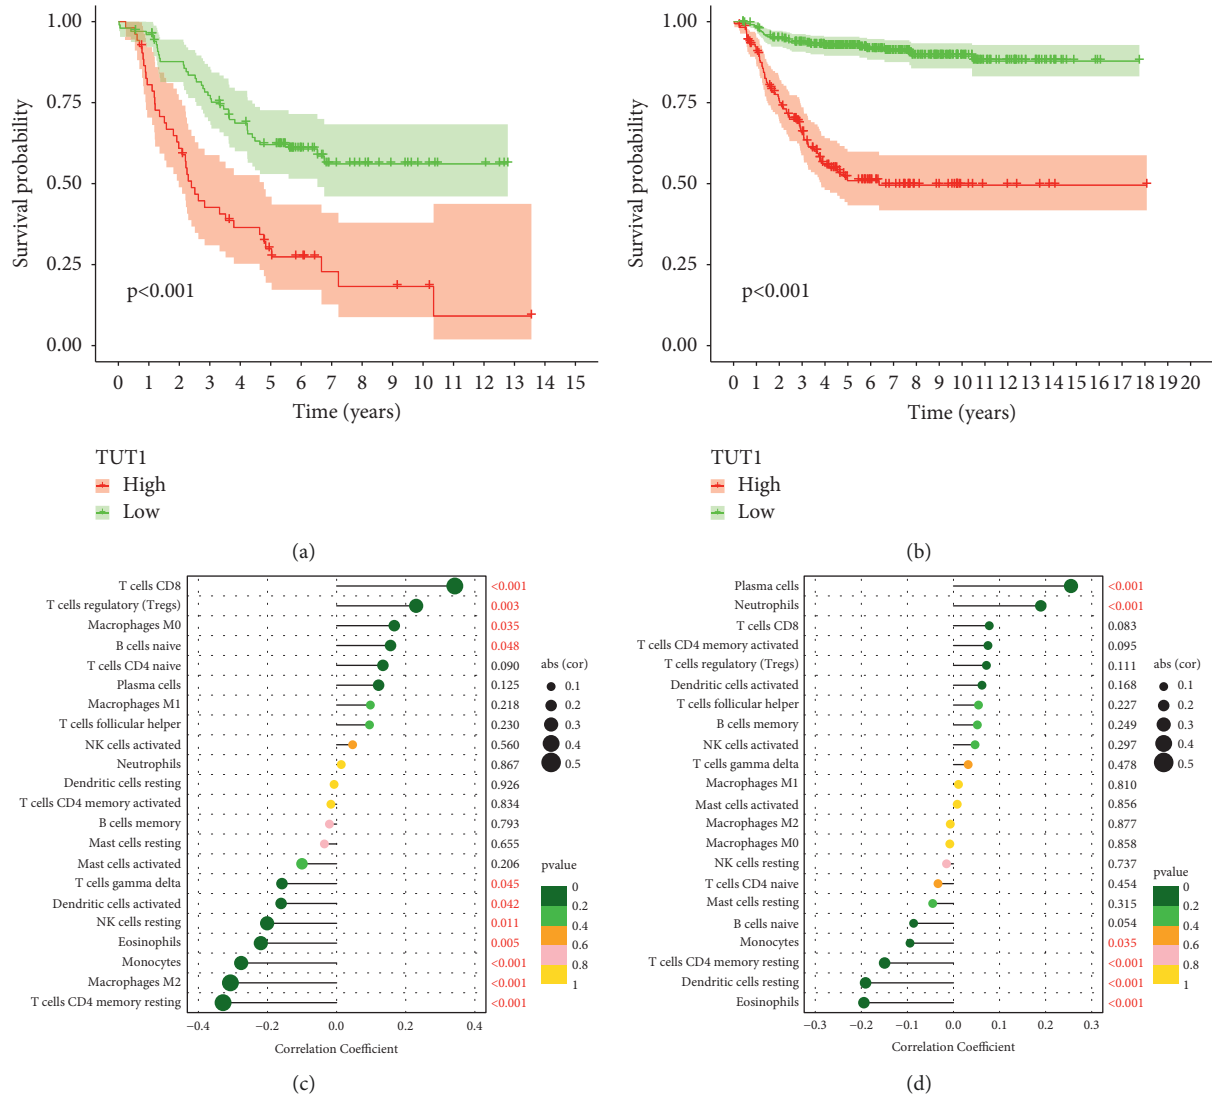 1.00
0.75
0.50
0.25
0.00
Survival probability
p<0.001
0 1 2 3 4 5 6 7 8 9 10 11 12 13 14 15
Time (years)
TUT1
High
Low
(a)
1.00
0.75
0.50
0.25
0.00
Survival probability
p<0.001
0 1 2 3 4 5 6 7 8 9 10 11 12 13 14 15 16 17 18 19 20
Time (years)
TUT1
High
Low
(b)
T cells CD8 <0.001
T cells regulatory (Tregs) 0.003
Macrophages M0 0.035
B cells naive 0.048
T cells CD4 naive 0.090
Plasma cells 0.125
Macrophages M1 0.218
T cells follicular helper 0.230
NK cells activated 0.560
Neutrophils 0.867
Dendritic cells resting 0.926
T cells CD4 memory activated 0.834
B cells memory 0.793
Mast cells resting 0.655
Mast cells activated 0.206
T cells gamma delta 0.045
Dendritic cells activated 0.042
NK cells resting 0.011
Eosinophils 0.005
Monocytes <0.001
Macrophages M2 <0.001
T cells CD4 memory resting <0.001
−0.4 −0.2 0.0 0.2 0.4
Correlation Coefficient
abs (cor)
0.1
0.2
0.3
0.4
0.5
pvalue
0
0.2
0.4
0.6
0.8
1
(c)
Plasma cells <0.001
Neutrophils <0.001
T cells CD8 0.083
T cells CD4 memory activated 0.095
T cells regulatory (Tregs) 0.111
Dendritic cells activated 0.168
T cells follicular helper 0.227
B cells memory 0.249
NK cells activated 0.297
T cells gamma delta 0.478
Macrophages M1 0.810
Mast cells activated 0.856
Macrophages M2 0.877
Macrophages M0 0.858
NK cells resting 0.737
T cells CD4 naive 0.454
Mast cells resting 0.315
B cells naive 0.054
Monocytes 0.035
T cells CD4 memory resting <0.001
Dendritic cells resting <0.001
Eosinophils <0.001
−0.3 −0.2 −0.1 0.0 0.1 0.2 0.3
Correlation Coefficient
abs (cor)
0.1
0.2
0.3
0.4
0.5
pvalue
0
0.2
0.4
0.6
0.8
1
(d)